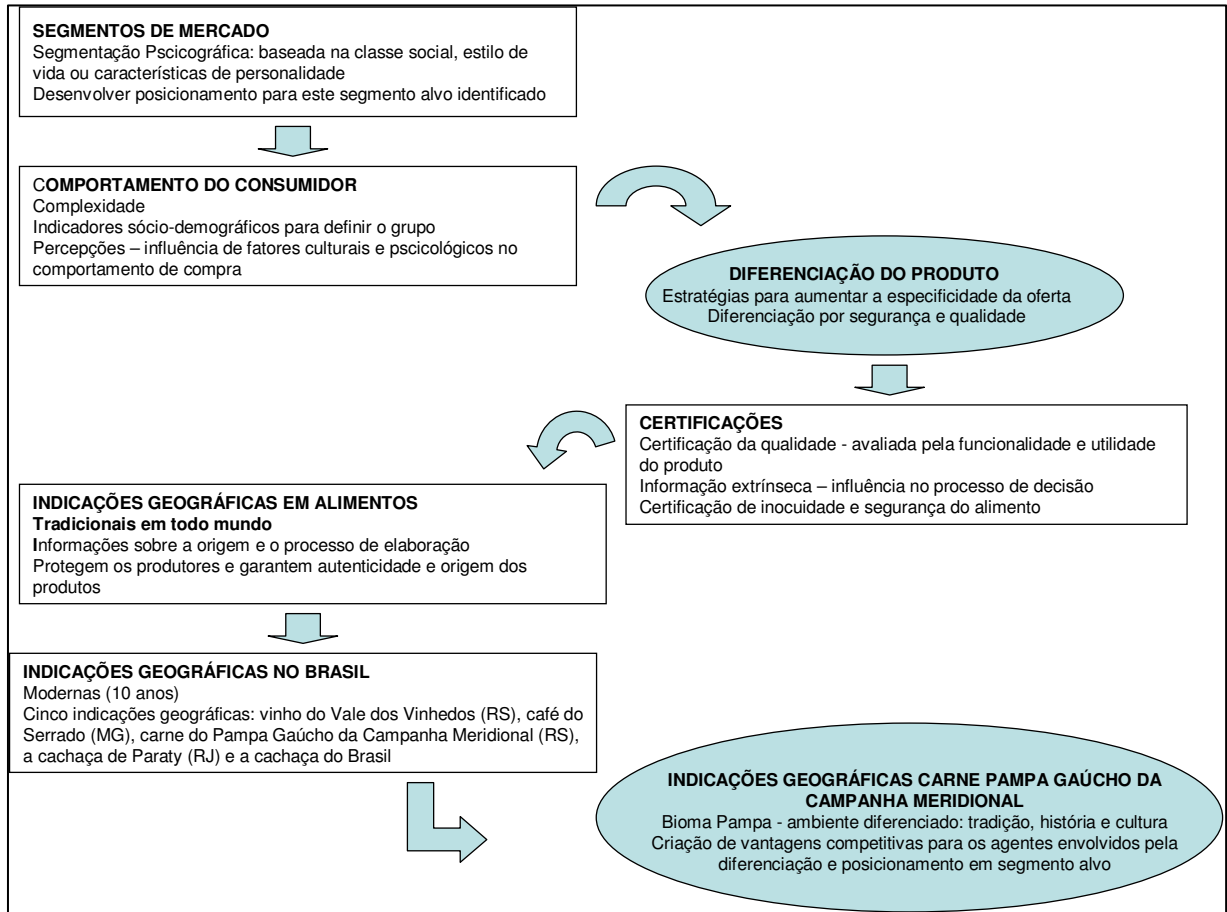 SEGMENTOS DE MERCADO
Segmentação Pscicográfica: baseada na classe social, estilo de
vida ou características de personalidade
Desenvolver posicionamento para este segmento alvo identificado
COMPORTAMENTO DO CONSUMIDOR
Complexidade
Indicadores sócio-demográficos para definir o grupo
Percepções – influência de fatores culturais e pscicológicos no
comportamento de compra
DIFERENCIAÇÃO DO PRODUTO
Estratégias para aumentar a especificidade da oferta
Diferenciação por segurança e qualidade
CERTIFICAÇÕES
Certificação da qualidade - avaliada pela funcionalidade e utilidade
do produto
Informação extrínseca – influência no processo de decisão
Certificação de inocuidade e segurança do alimento
INDICAÇÕES GEOGRÁFICAS EM ALIMENTOS
Tradicionais em todo mundo
Informações sobre a origem e o processo de elaboração
Protegem os produtores e garantem autenticidade e origem dos
produtos
INDICAÇÕES GEOGRÁFICAS NO BRASIL
Modernas (10 anos)
Cinco indicações geográficas: vinho do Vale dos Vinhedos (RS), café do
Serrado (MG), carne do Pampa Gaúcho da Campanha Meridional (RS),
a cachaça de Paraty (RJ) e a cachaça do Brasil
INDICAÇÕES GEOGRÁFICAS CARNE PAMPA GAÚCHO DA
CAMPANHA MERIDIONAL
Bioma Pampa - ambiente diferenciado: tradição, história e cultura
Criação de vantagens competitivas para os agentes envolvidos pela
diferenciação e posicionamento em segmento alvo